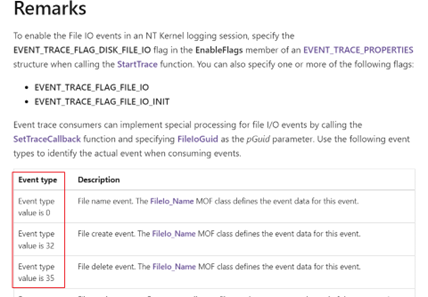 Remarks
To enable the File IO events in an NT Kernel logging session, specify the
EVENT_TRACE_FLAG_DISK_FILE_IO flag in the EnableFlags member of an EVENT_TRACE_PROPERTIES
structure when calling the StartTrace function. You can also specify one or more of the following flags:
• EVENT_TRACE_FLAG_FILE_IO
• EVENT_TRACE_FLAG_FILE_IO_INIT
Event trace consumers can implement special processing for file I/O events by calling the
SetTraceCallback function and specifying FileIoGuid as the pGuid parameter. Use the following event
types to identify the actual event when consuming events.
Event type Description
Event type File name event. The FileIo_Name MOF class defines the event data for this event.
value is 0
Event type File create event. The FileIo_Name MOF class defines the event data for this event.
value is 32
Event type File delete event. The FileIo_Name MOF class defines the event data for this event.
value is 35